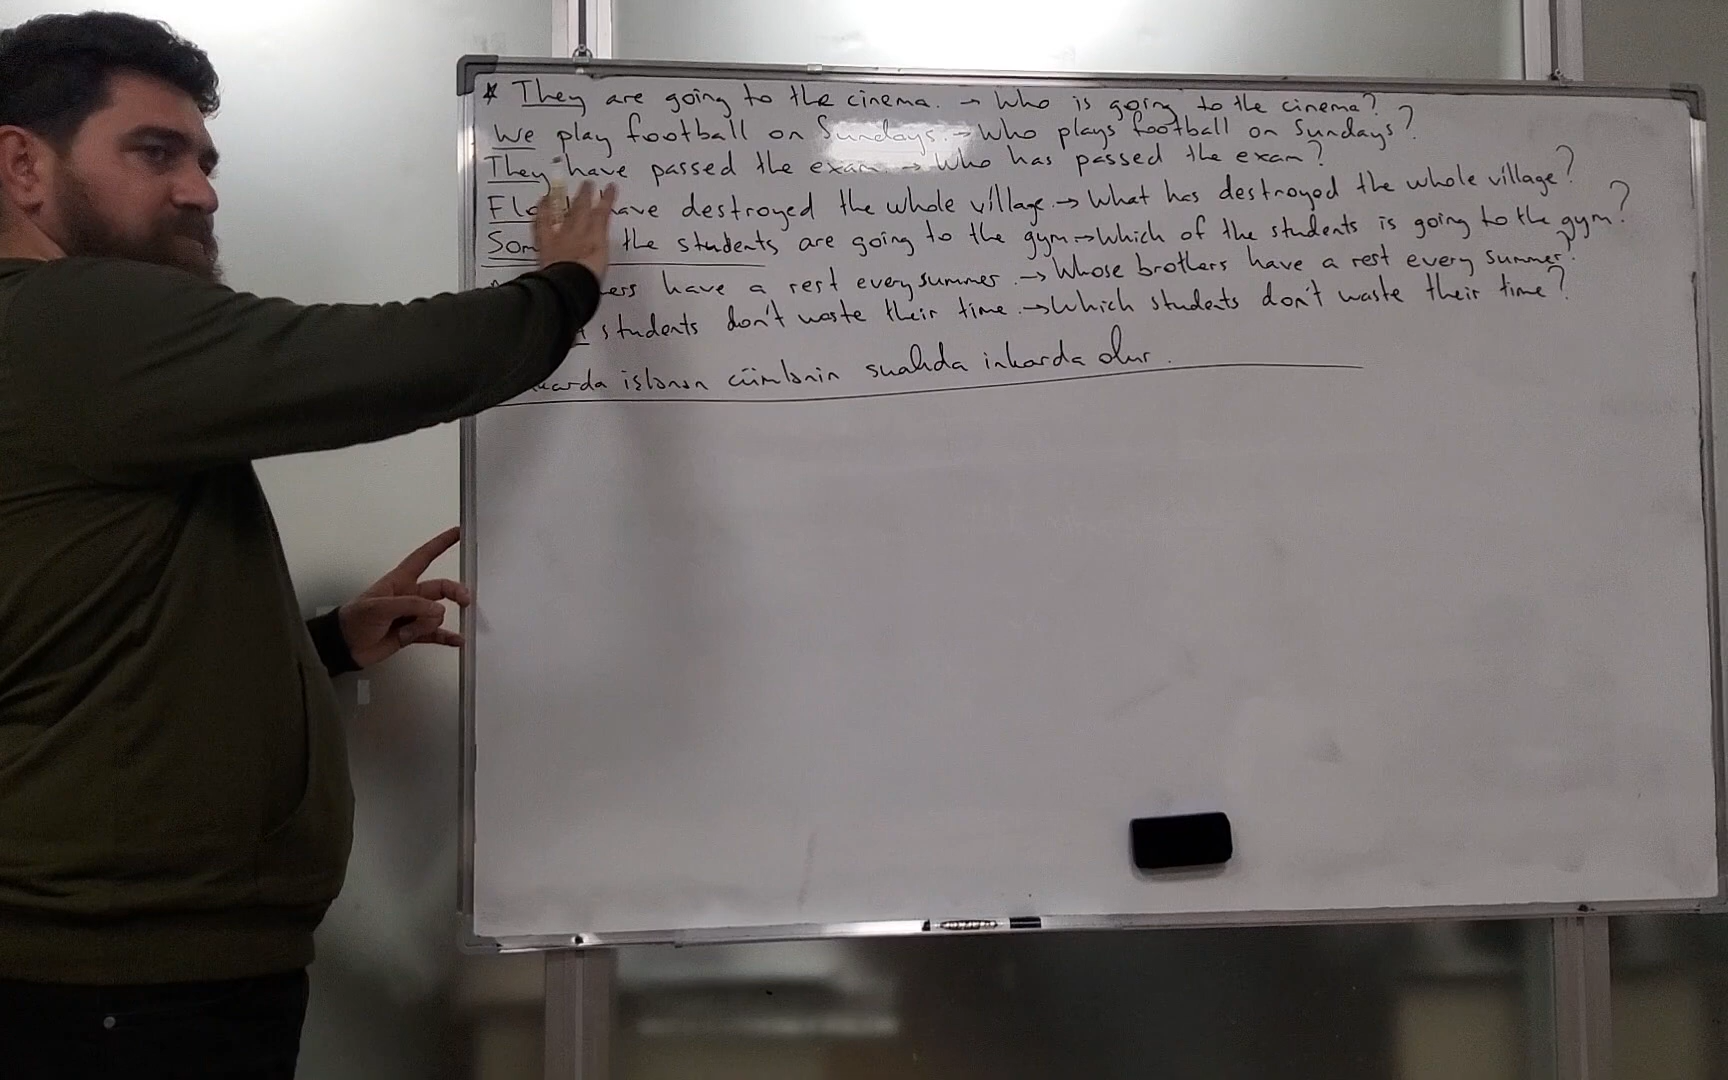 * They are going to the cinema. → Who is going to the cinema?
We play football on Sundays. → Who plays football on Sundays?
They have passed the exam. → Who has passed the exam?
have destroyed the whole village. → What has destroyed the whole village?
the students are going to the gym → Which of the students is going to the gym?
have a rest every summer. → Whose brothers have a rest every summer?
students don't waste their time. → Which students don't waste their time?
işlənən cümlənin sualıda inkarda olur.